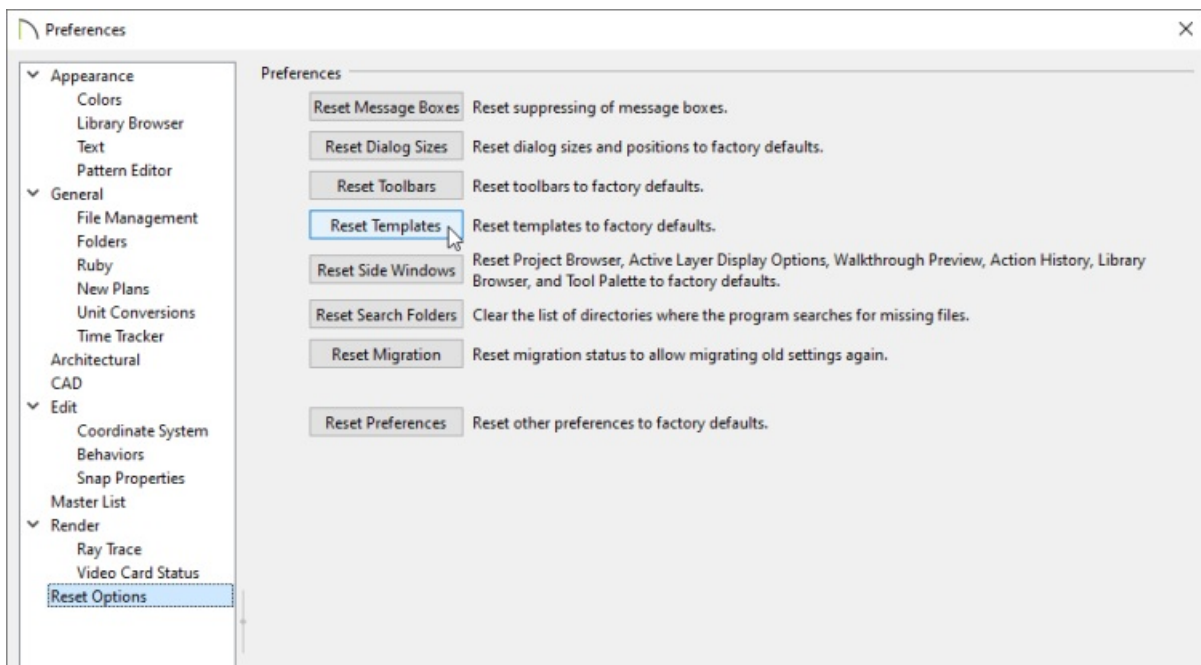 Preferences
Appearance
Colors
Library Browser
Text
Pattern Editor
General
File Management
Folders
Ruby
New Plans
Unit Conversions
Time Tracker
Architectural
CAD
Edit
Coordinate System
Behaviors
Snap Properties
Master List
Render
Ray Trace
Video Card Status
Reset Options
Preferences
Reset Message Boxes Reset suppressing of message boxes.
Reset Dialog Sizes Reset dialog sizes and positions to factory defaults.
Reset Toolbars Reset toolbars to factory defaults.
Reset Templates Reset templates to factory defaults.
Reset Side Windows Reset Project Browser, Active Layer Display Options, Walkthrough Preview, Action History, Library
Browser, and Tool Palette to factory defaults.
Reset Search Folders Clear the list of directories where the program searches for missing files.
Reset Migration Reset migration status to allow migrating old settings again.
Reset Preferences Reset other preferences to factory defaults.